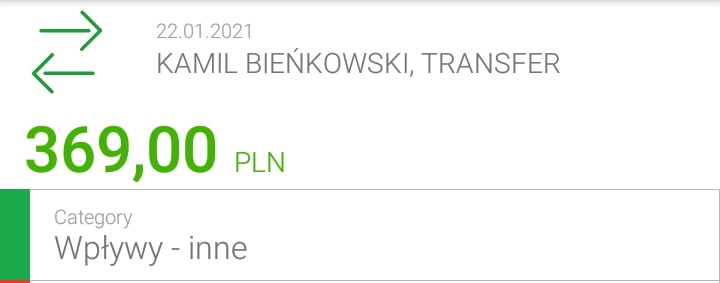 22.01.2021
KAMIL BIEŃKOWSKI, TRANSFER
369,00 PLN
Category
Wpływy - inne